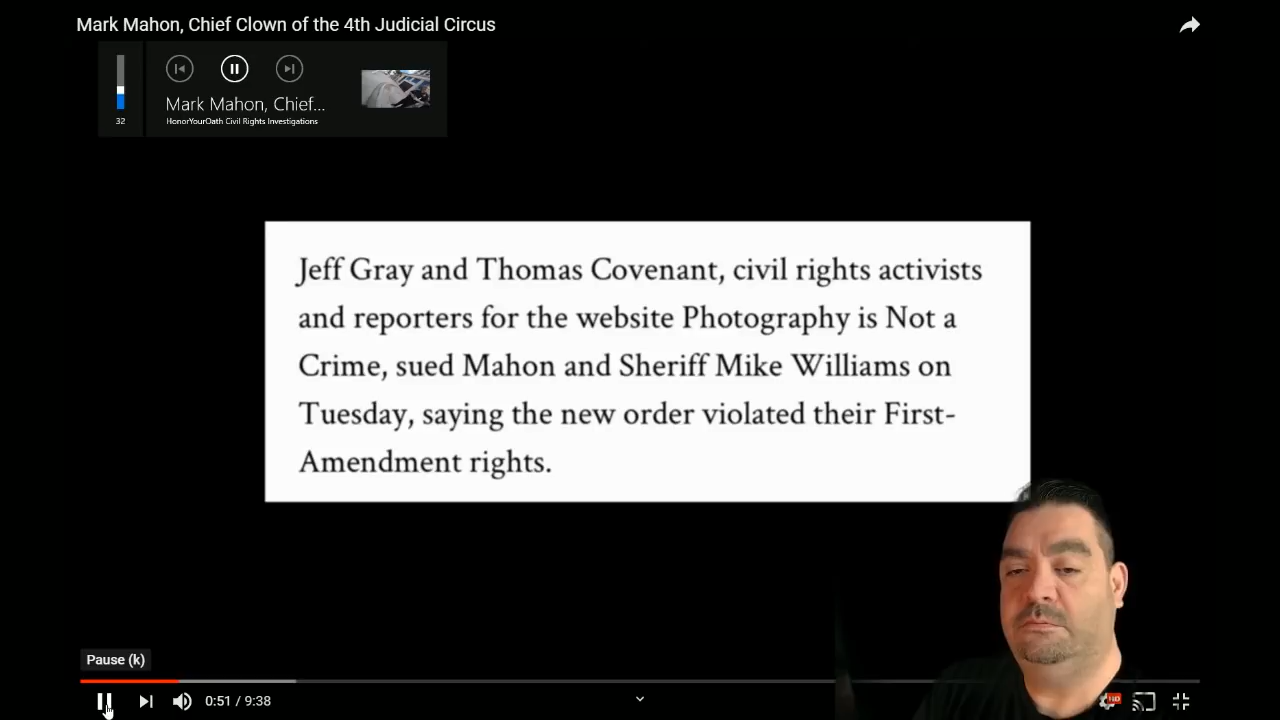 Mark Mahon, Chief Clown of the 4th Judicial Circus
32
Mark Mahon, Chief...
HonorYourOath Civil Rights Investigations
Jeff Gray and Thomas Covenant, civil rights activists
and reporters for the website Photography is Not a
Crime, sued Mahon and Sheriff Mike Williams on
Tuesday, saying the new order violated their First-
Amendment rights.
Pause (k)
0:51 / 9:38
HD